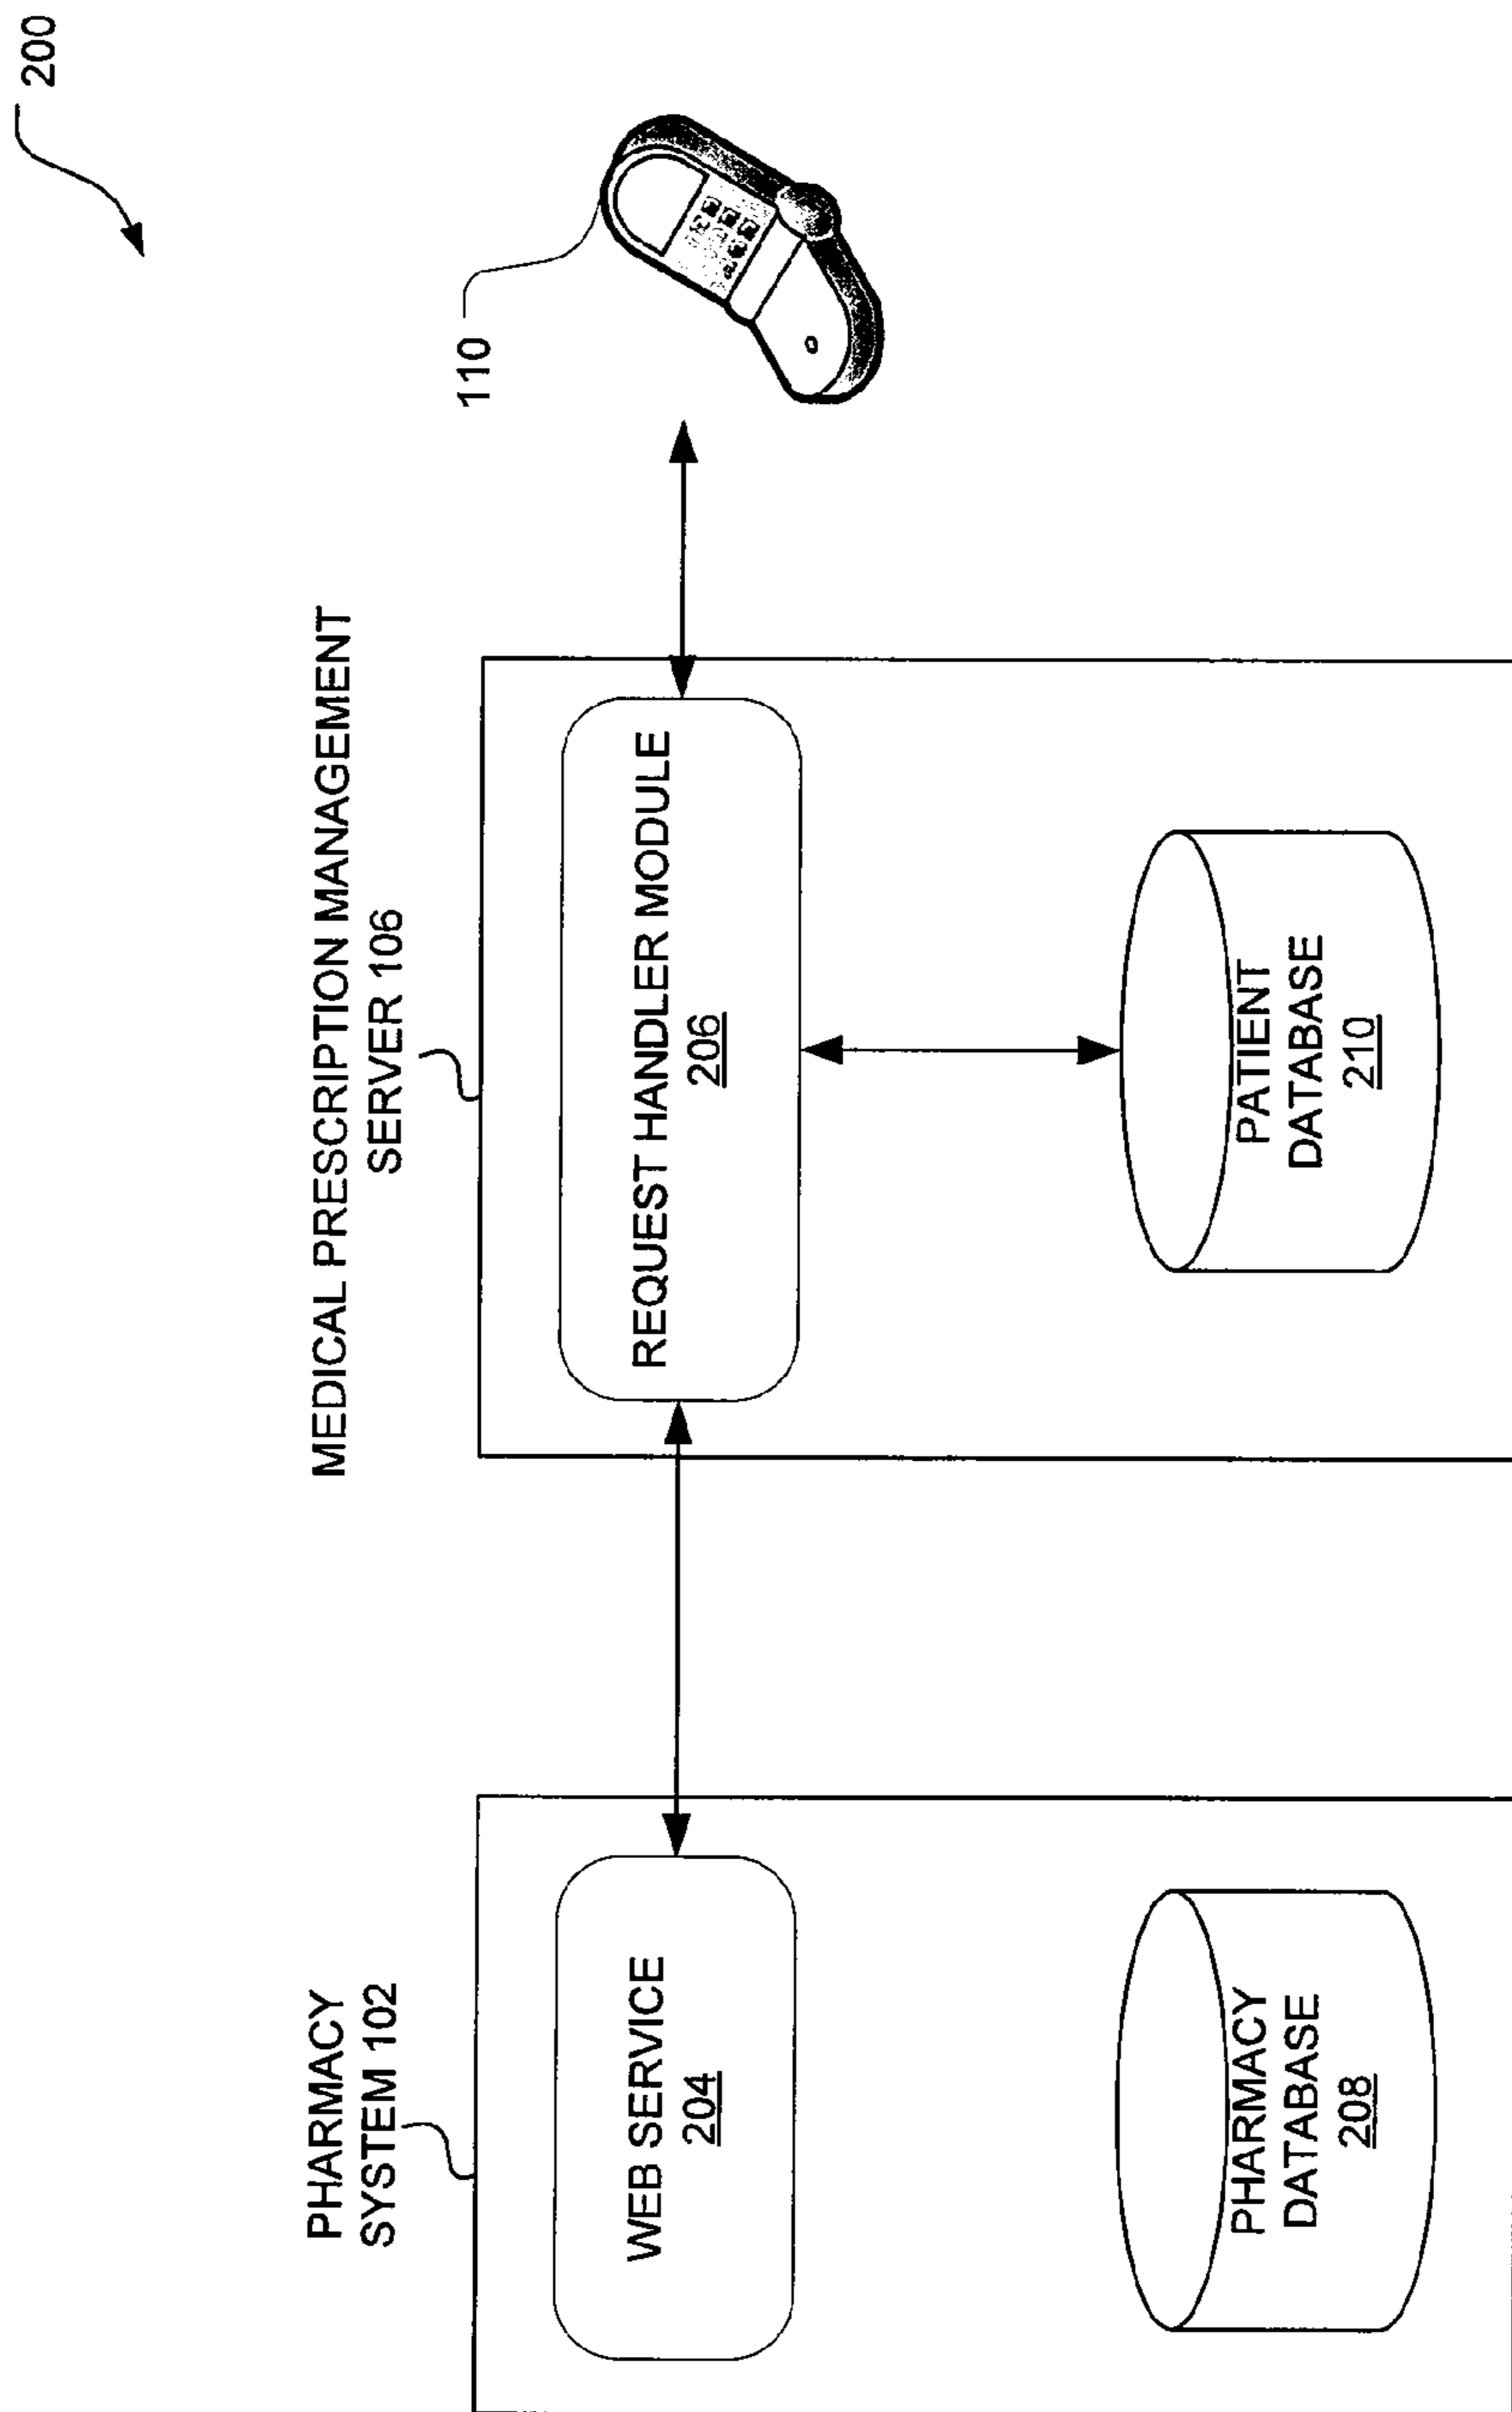 200
110
MEDICAL PRESCRIPTION MANAGEMENT
SERVER 106
REQUEST HANDLER MODULE
206
PATIENT
DATABASE
210
PHARMACY
SYSTEM 102
WEB SERVICE
204
PHARMACY
DATABASE
208